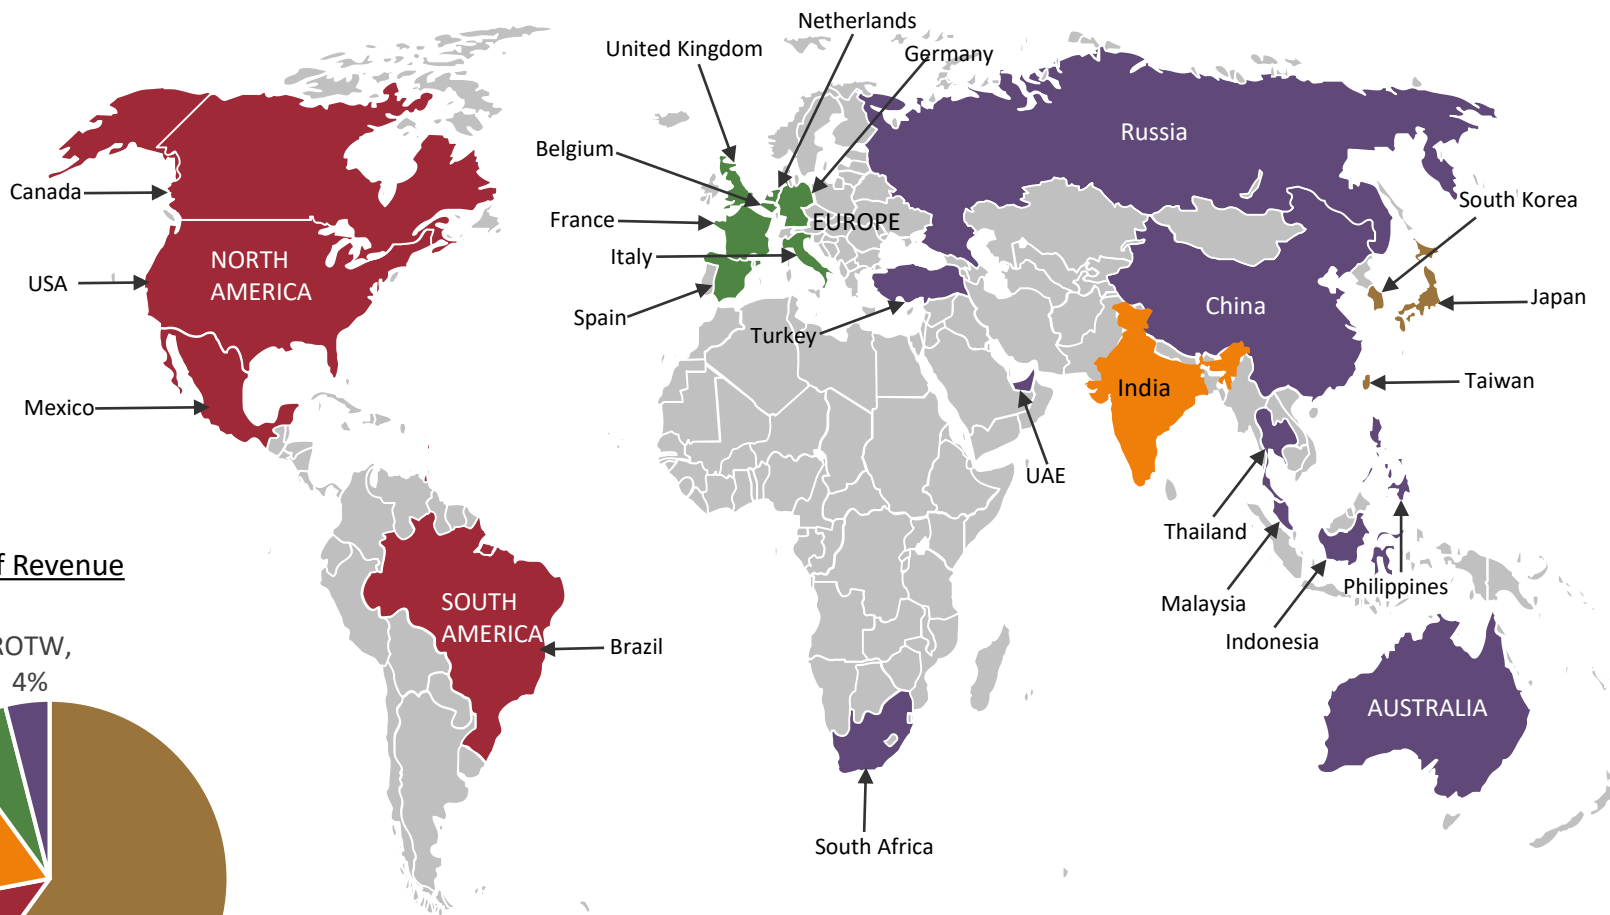 Netherlands
United Kingdom
Germany
Russia
Belgium
Canada
South Korea
France
EUROPE
Italy
NORTH
AMERICA
USA
China
Japan
Spain
Turkey
India
Taiwan
Mexico
UAE
Thailand
Revenue
Philippines
SOUTH
AMERICA
Malaysia
Indonesia
Brazil
ROTW,
4%
AUSTRALIA
South Africa